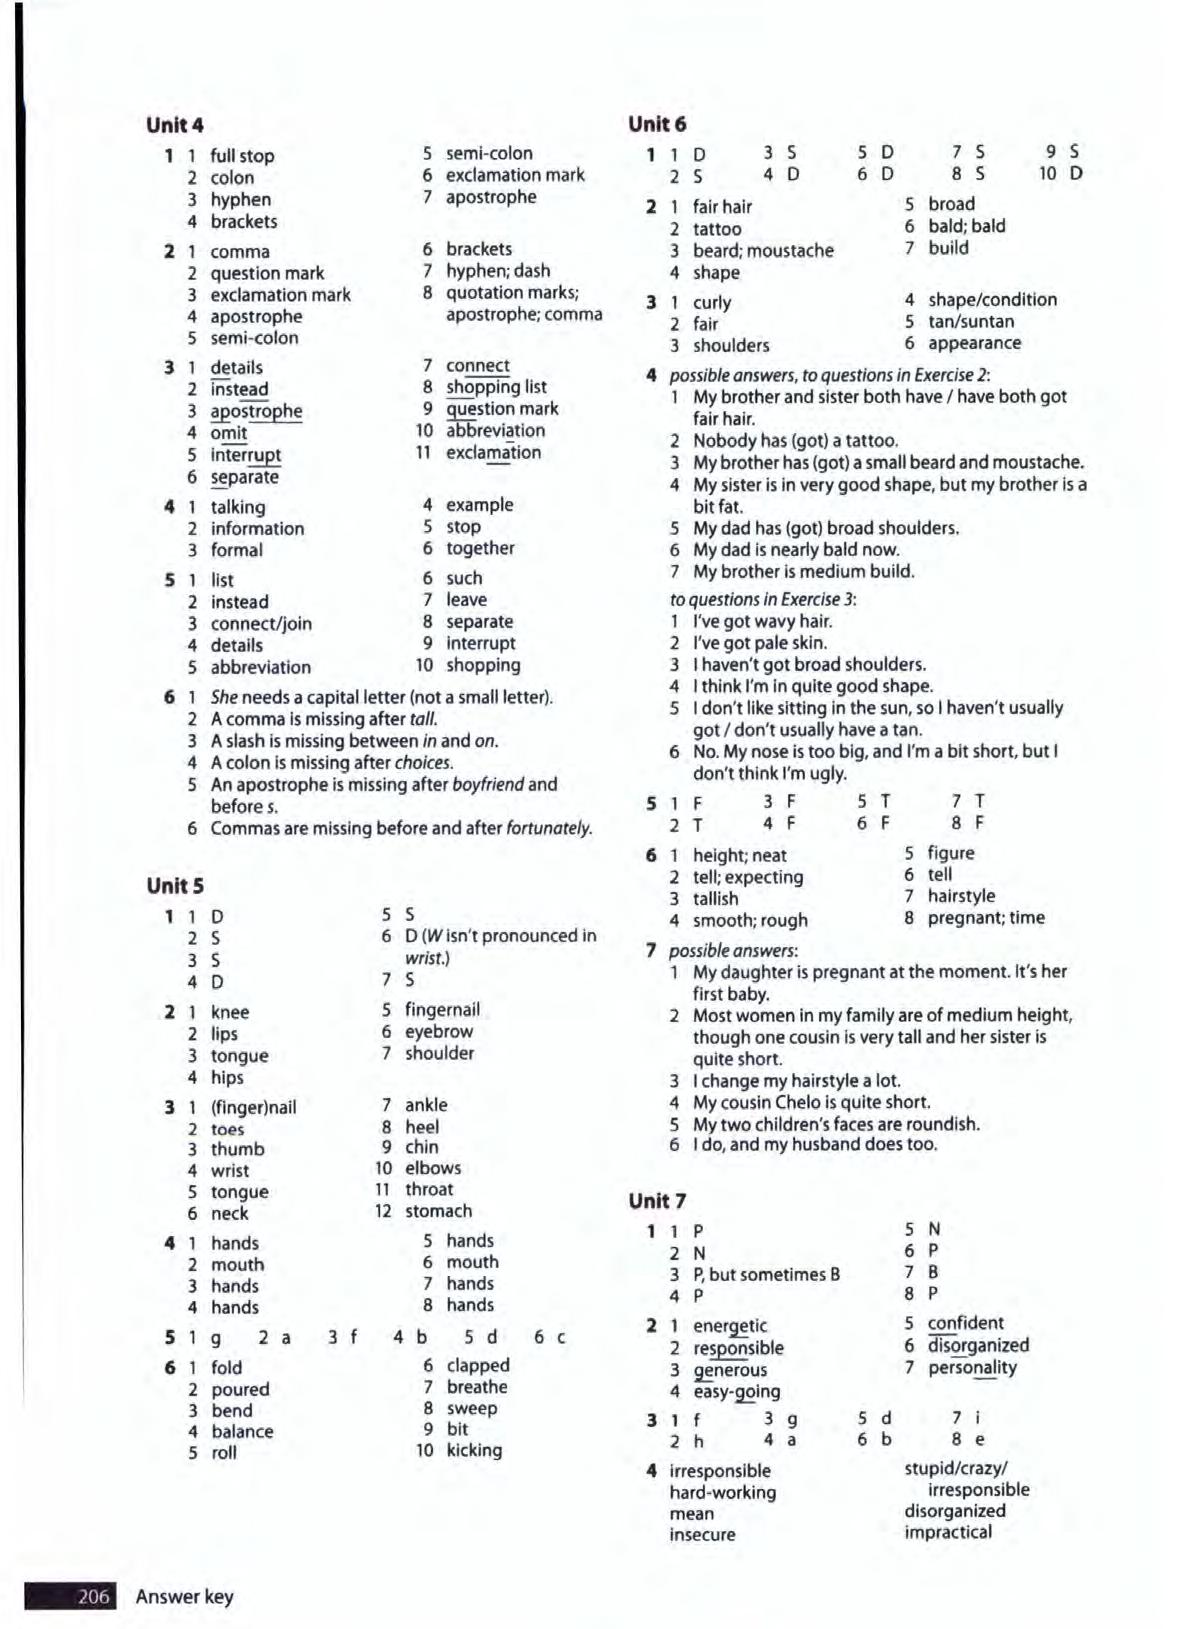 Unit 4
1 1 full stop
2 colon
3 hyphen
4 brackets
5 semi-colon
6 exclamation mark
7 apostrophe
2 1 comma
2 question mark
3 exclamation mark
4 apostrophe
5 semi-colon
6 brackets
7 hyphen; dash
8 quotation marks;
apostrophe; comma
3 1 details
2 instead
3 apostrophe
4 omit
5 interrupt
6 separate
7 connect
8 shopping list
9 question mark
10 abbreviation
11 exclamation
4 1 talking
2 information
3 formal
4 example
5 stop
6 together
5 1 list
2 instead
3 connect/join
4 details
5 abbreviation
6 such
7 leave
8 separate
9 interrupt
10 shopping
6 1 She needs a capital letter (not a small letter).
2 A comma is missing after tall.
3 A slash is missing between in and on.
4 A colon is missing after choices.
5 An apostrophe is missing after boyfriend and
before s.
6 Commas are missing before and after fortunately.
Unit 5
1 1 D
2 S
3 S
4 D
5 S
6 D (W isn't pronounced in
wrist.)
7 S
2 1 knee
2 lips
3 tongue
4 hips
5 fingernail
6 eyebrow
7 shoulder
3 1 (finger)nail
2 toes
3 thumb
4 wrist
5 tongue
6 neck
7 ankle
8 heel
9 chin
10 elbows
11 throat
12 stomach
4 1 hands
2 mouth
3 hands
4 hands
5 hands
6 mouth
7 hands
8 hands
5 1 g 2 a 3 f 4 b 5 d 6 c
6 1 fold
2 poured
3 bend
4 balance
5 roll
6 clapped
7 breathe
8 sweep
9 bit
10 kicking
Unit 6
1 1 D 3 S 5 D 7 S 9 S
2 S 4 D 6 D 8 S 10 D
2 1 fair hair
2 tattoo
3 beard; moustache
4 shape
5 broad
6 bald; bald
7 build
3 1 curly
2 fair
3 shoulders
4 shape/condition
5 tan/suntan
6 appearance
4 possible answers, to questions in Exercise 2:
1 My brother and sister both have / have both got
fair hair.
2 Nobody has (got) a tattoo.
3 My brother has (got) a small beard and moustache.
4 My sister is in very good shape, but my brother is a
bit fat.
5 My dad has (got) broad shoulders.
6 My dad is nearly bald now.
7 My brother is medium build.
to questions in Exercise 3:
1 I've got wavy hair.
2 I've got pale skin.
3 I haven't got broad shoulders.
4 I think I'm in quite good shape.
5 I don't like sitting in the sun, so I haven't usually
got / don't usually have a tan.
6 No. My nose is too big, and I'm a bit short, but I
don't think I'm ugly.
5 1 F 3 F 5 T 7 T
2 T 4 F 6 F 8 F
6 1 height; neat
2 tell; expecting
3 tallish
4 smooth; rough
5 figure
6 tell
7 hairstyle
8 pregnant; time
7 possible answers:
1 My daughter is pregnant at the moment. It's her
first baby.
2 Most women in my family are of medium height,
though one cousin is very tall and her sister is
quite short.
3 I change my hairstyle a lot.
4 My cousin Chelo is quite short.
5 My two children's faces are roundish.
6 I do, and my husband does too.
Unit 7
1 1 P
2 N
3 P, but sometimes B
4 P
5 N
6 P
7 B
8 P
2 1 energetic
2 responsible
3 generous
4 easy-going
5 confident
6 disorganized
7 personality
3 1 f 3 g 5 d 7 i
2 h 4 a 6 b 8 e
4 irresponsible
hard-working
mean
insecure
stupid/crazy/
irresponsible
disorganized
impractical
206 Answer key